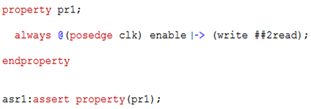 property pr1;
always @(posedge clk) enable |-> (write ##2read);
endproperty
asr1:assert property(pr1);